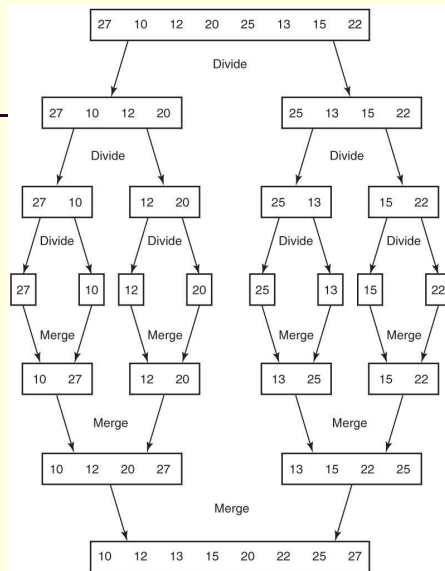 27 10 12 20 25 13 15 22
Divide
27 10 12 20 25 13 15 22
Divide Divide
27 10 12 20 25 13 15 22
Divide Divide Divide Divide
27 10 12 20 25 13 15 22
Merge Merge Merge Merge
10 27 12 20 13 25 15 22
Merge Merge
10 12 20 27 13 15 22 25
Merge
10 12 13 15 20 22 25 27